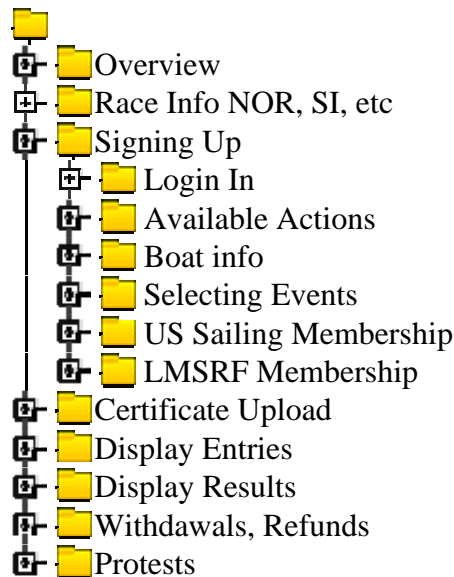 Overview
Race Info NOR, SI, etc
Signing Up
Login In
Available Actions
Boat info
Selecting Events
US Sailing Membership
LMSRF Membership
Certificate Upload
Display Entries
Display Results
Withdawals, Refunds
Protests